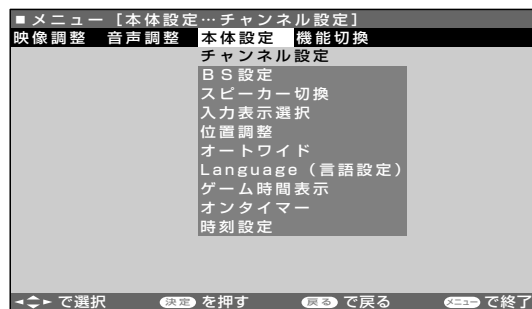 ■メニュー [本体設定…チャンネル設定]
映像調整 音声調整 本体設定 機能切換
チャンネル設定
BS設定
スピーカー切換
入力表示選択
位置調整
オートワイド
Language(言語設定)
ゲーム時間表示
オンタイマー
時刻設定
で選択 決定 を押す 戻る で戻る メニュー で終了